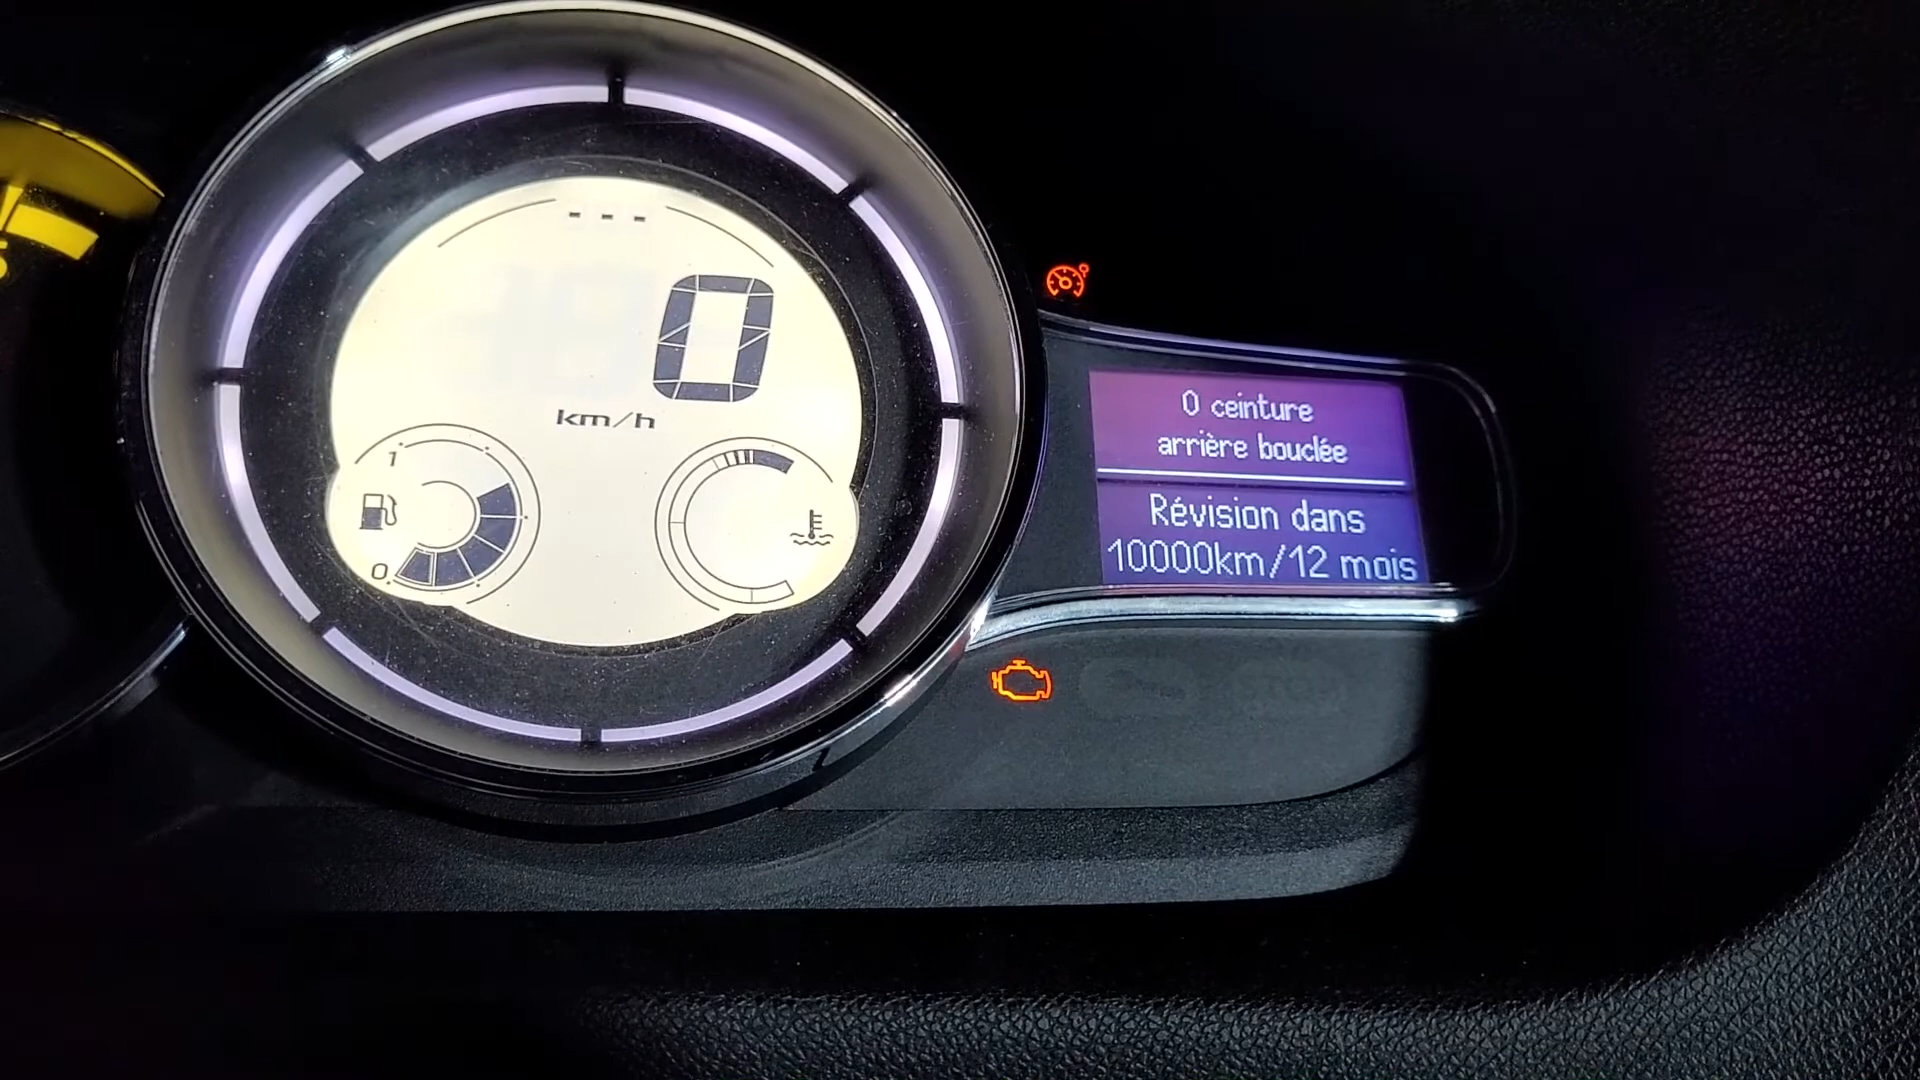 ---
0
km/h
1
0
0 ceinture
arrière bouclée
Révision dans
10000km/12 mois